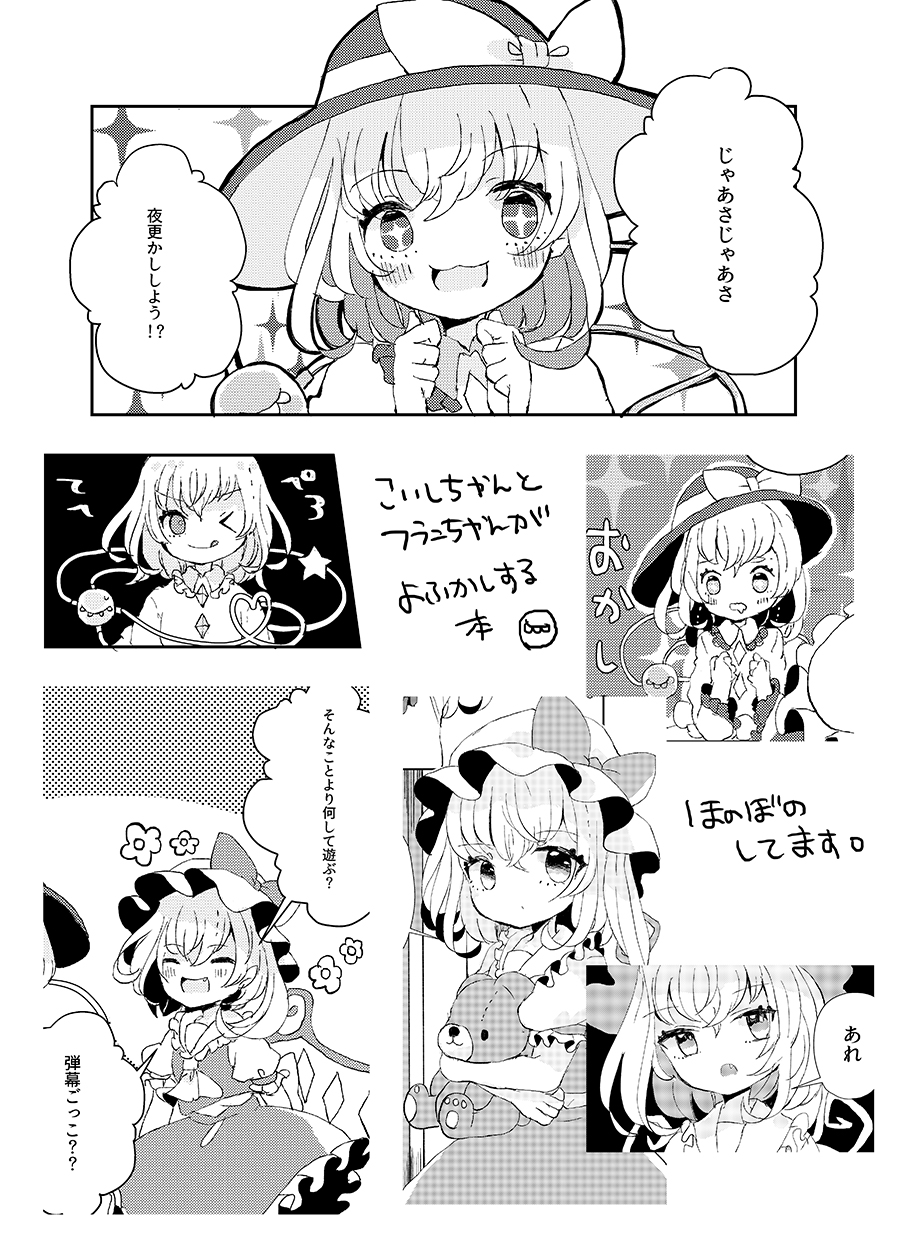 じゃあさじゃあさ
夜更かししよう!?
てへ
ぺろ
こいしちゃんと
フランちゃんが
よふかしする
本
おかし
そんなことより何して遊ぶ?
弾幕ごっこ??
ほのぼの
してます。
あれ